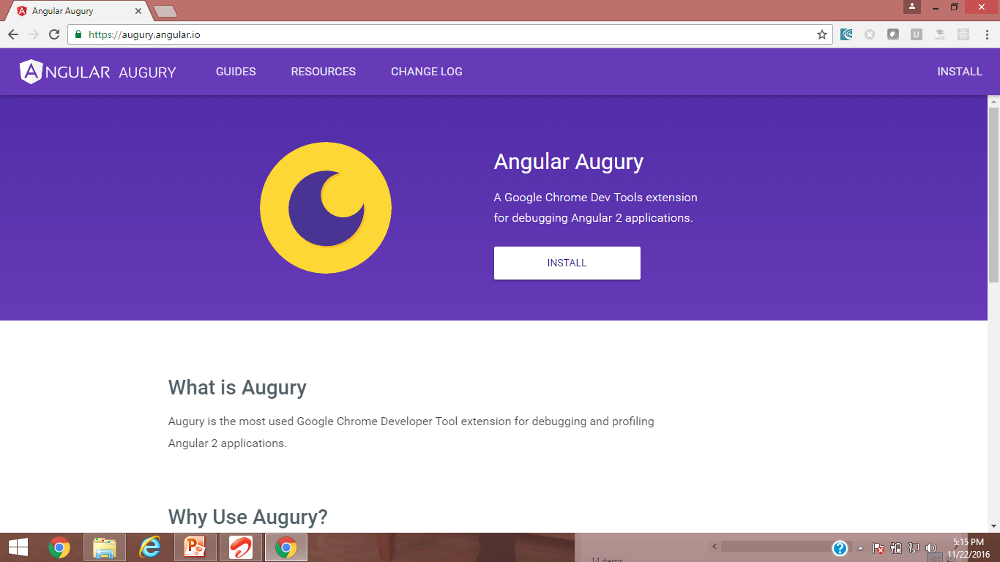 Angular Augury
https://augury.angular.io
NGULAR AUGURY
GUIDES
RESOURCES
CHANGE LOG
INSTALL
Angular Augury
A Google Chrome Dev Tools extension
for debugging Angular 2 applications.
INSTALL
What is Augury
Augury is the most used Google Chrome Developer Tool extension for debugging and profiling
Angular 2 applications.
Why Use Augury?
14 items
5:15 PM
11/22/2016